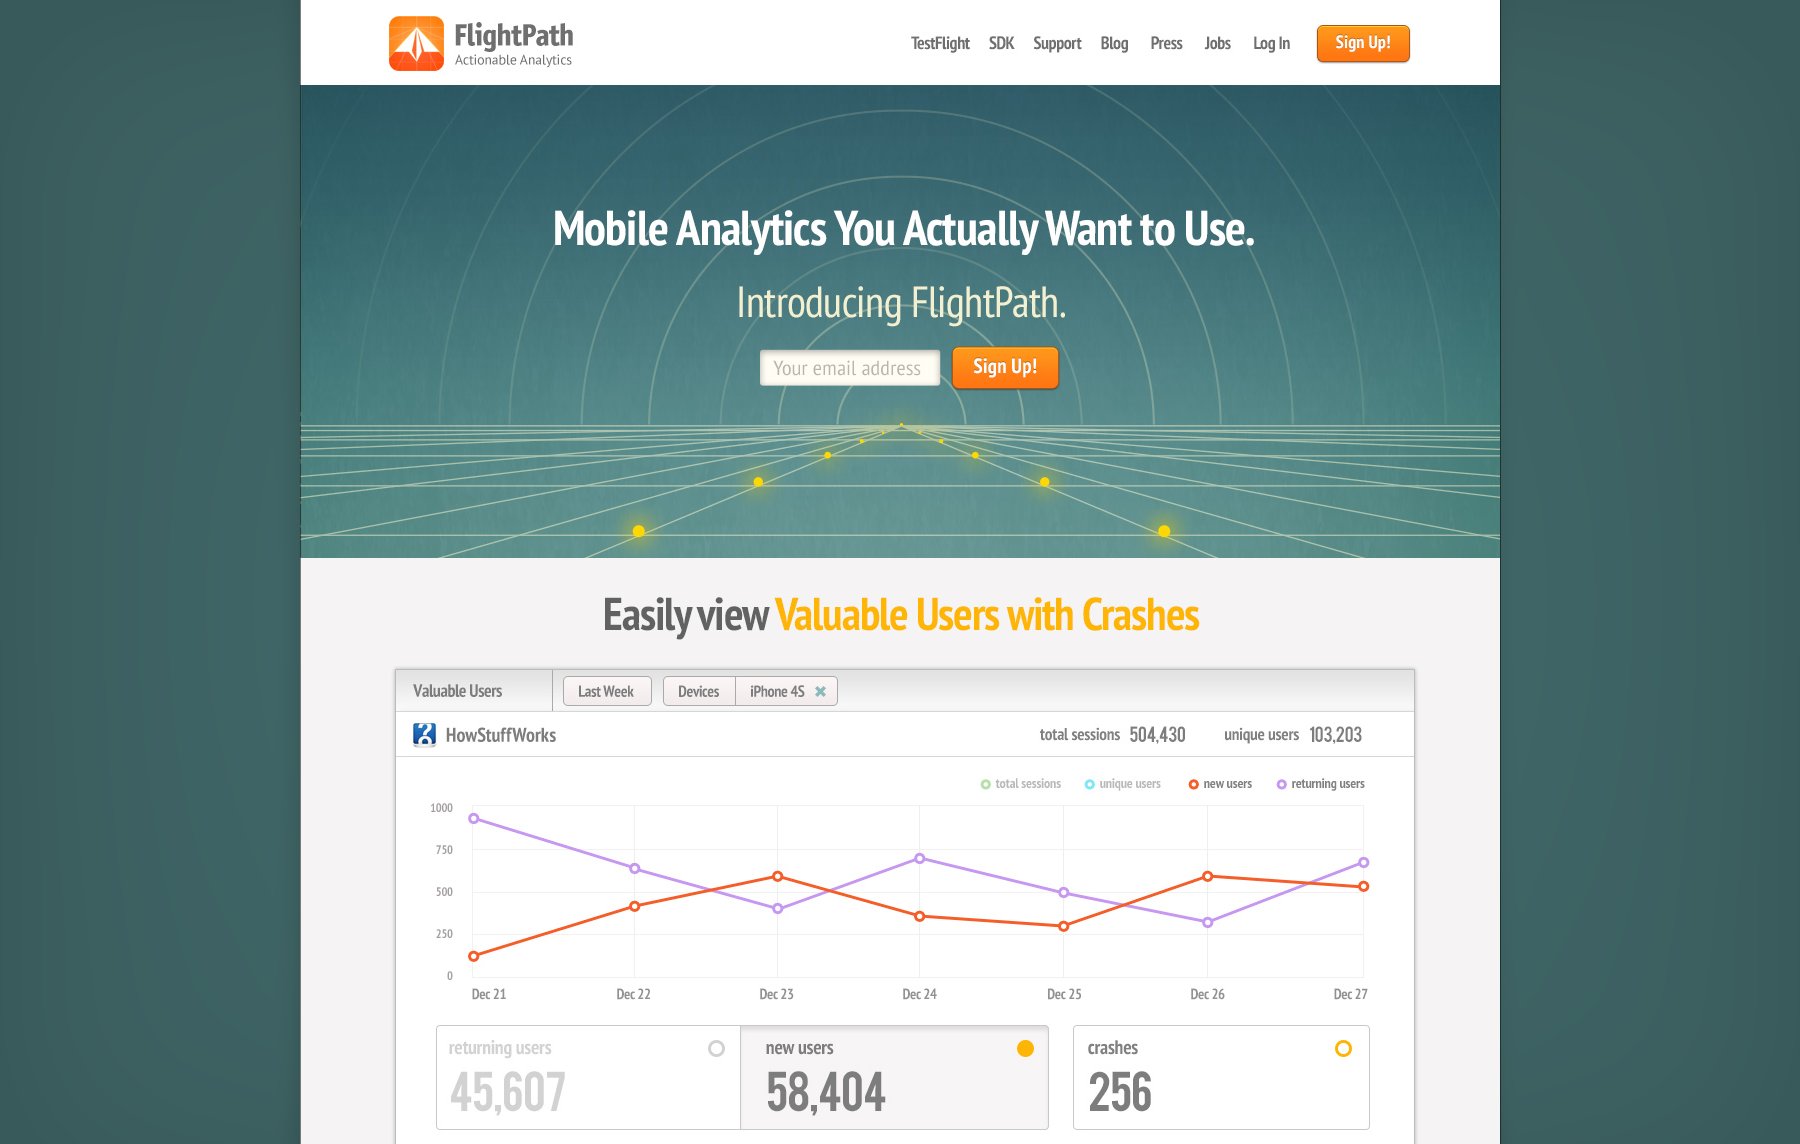 FlightPath
Actionable Analytics
TestFlight SDK Support Blog Press Jobs Log In Sign Up!
Mobile Analytics You Actually Want to Use.
Introducing FlightPath.
Your email address Sign Up!
Easily view Valuable Users with Crashes
Valuable Users Last Week Devices iPhone 4S
HowStuffWorks total sessions 504,430 unique users 103,203
total sessions unique users new users returning users
1000
750
500
250
0
Dec 21 Dec 22 Dec 23 Dec 24 Dec 25 Dec 26 Dec 27
returning users new users crashes
45,607 58,404 256